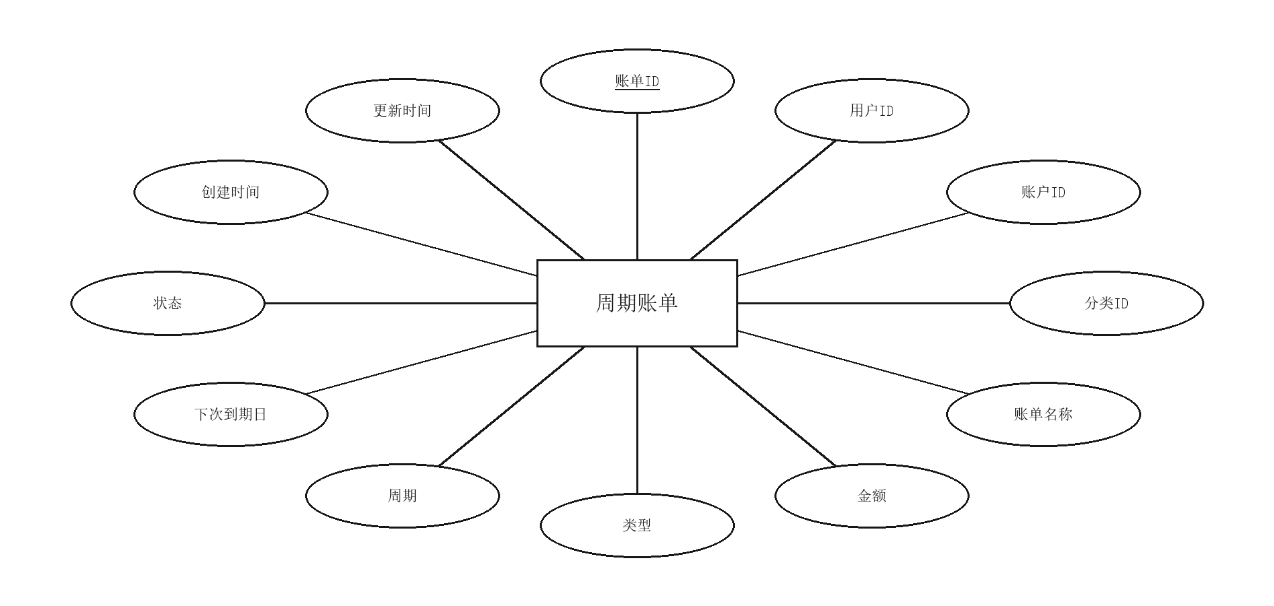 账单ID
更新时间
用户ID
创建时间
账户ID
状态
周期账单
分类ID
下次到期日
账单名称
周期
金额
类型